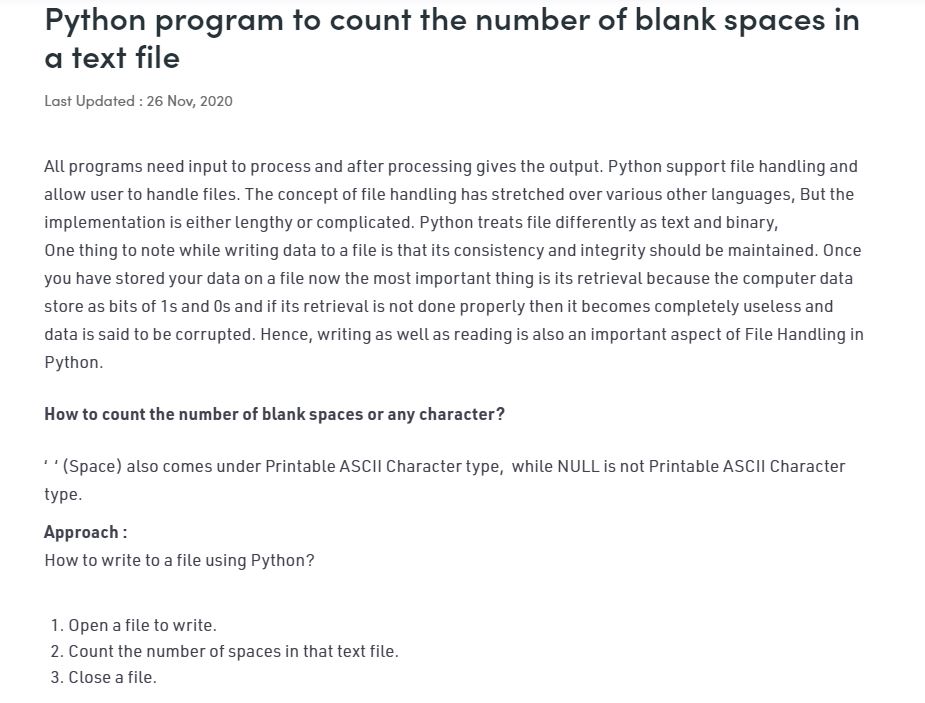 Python program to count the number of blank spaces in
a text file
Last Updated : 26 Nov, 2020
All programs need input to process and after processing gives the output. Python support file handling and
allow user to handle files. The concept of file handling has stretched over various other languages, But the
implementation is either lengthy or complicated. Python treats file differently as text and binary,
One thing to note while writing data to a file is that its consistency and integrity should be maintained. Once
you have stored your data on a file now the most important thing is its retrieval because the computer data
store as bits of 1s and 0s and if its retrieval is not done properly then it becomes completely useless and
data is said to be corrupted. Hence, writing as well as reading is also an important aspect of File Handling in
Python.
How to count the number of blank spaces or any character?
‘ ‘ (Space) also comes under Printable ASCII Character type,  while NULL is not Printable ASCII Character
type.
Approach :
How to write to a file using Python?
1. Open a file to write.
2. Count the number of spaces in that text file.
3. Close a file.